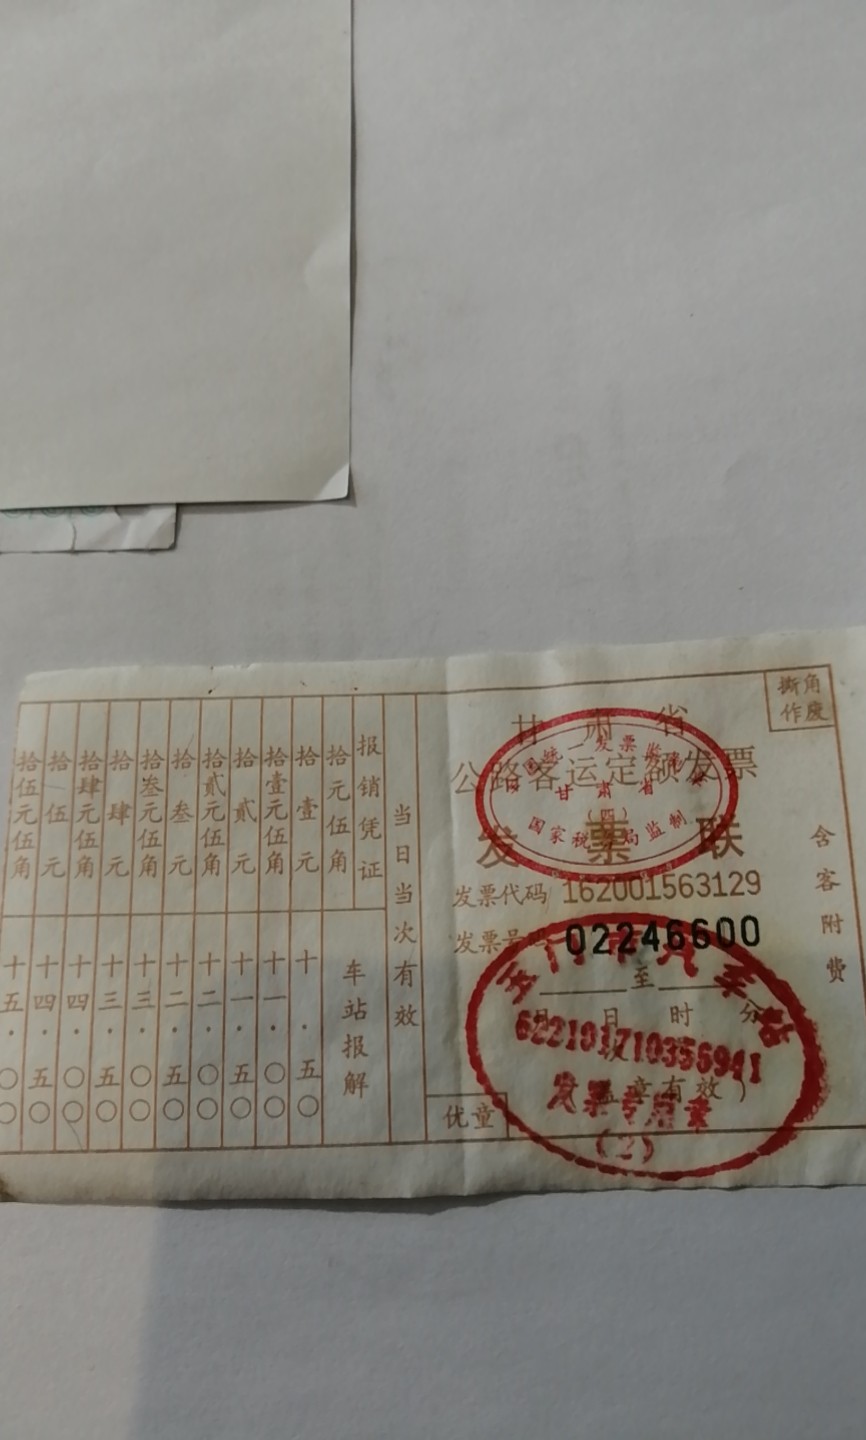 撕角
作废
甘肃省
公路客运定额发票
全国统一发票监制章
甘肃省
(四)
国家税务局监制
发票联
发票代码 162001563129
发票号码 02246600
至
月 日 时 分
盖章有效)
玉门市汽车站
622101710356941
发票专用章
(2)
含客附费
优童
当日当次有效
报销凭证
车站报解
拾元伍角
十·五〇
拾壹元
十一·〇〇
拾壹元伍角
十一·五〇
拾贰元
十二·〇〇
拾贰元伍角
十二·五〇
拾叁元
十三·〇〇
拾叁元伍角
十三·五〇
拾肆元
十四·〇〇
拾肆元伍角
十四·五〇
拾伍元
十五·〇〇
拾伍元伍角